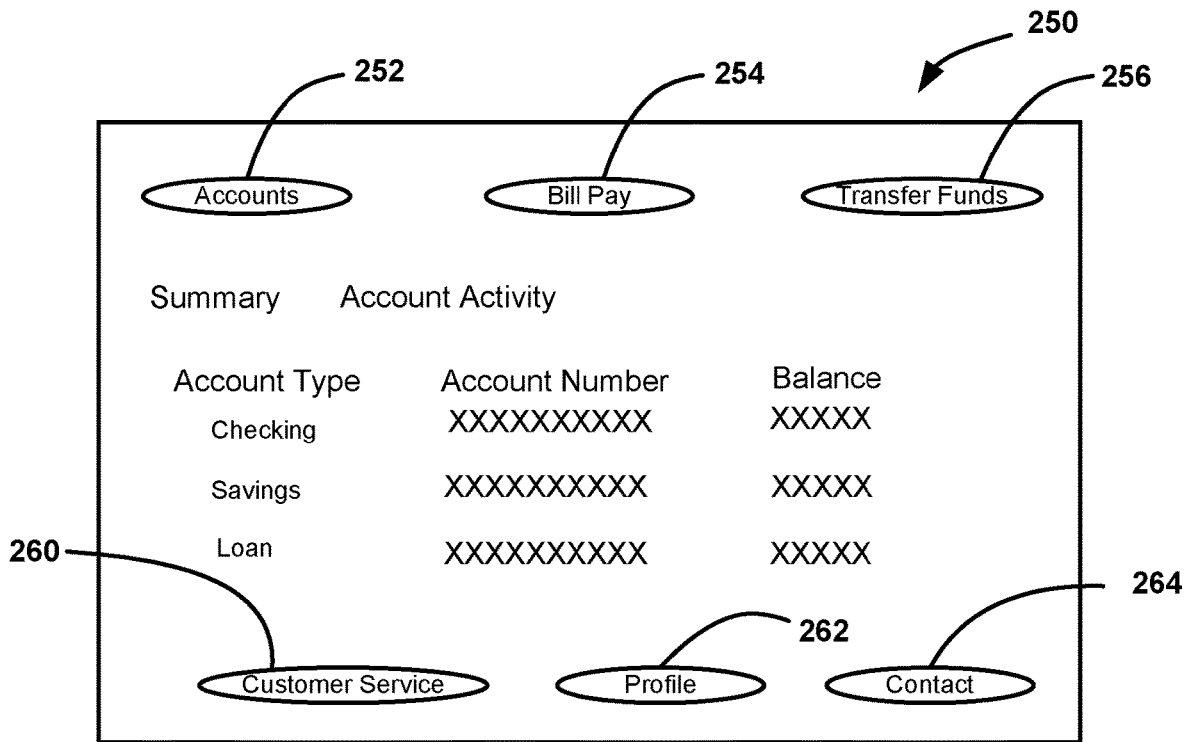 250
252 254 256
Accounts Bill Pay Transfer Funds
Summary Account Activity
Account Type Account Number Balance
Checking XXXXXXXXXX XXXXX
Savings XXXXXXXXXX XXXXX
Loan XXXXXXXXXX XXXXX
260 264
262
Customer Service Profile Contact